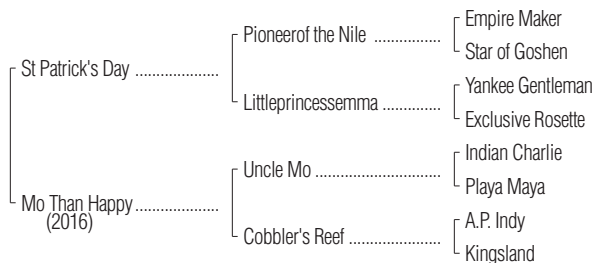 Empire Maker
Pioneerof the Nile ................
Star of Goshen
St Patrick's Day ....................
Yankee Gentleman
Littleprincessemma ..............
Exclusive Rosette
Indian Charlie
Uncle Mo ..............................
Playa Maya
Mo Than Happy ....................
(2016)
A.P. Indy
Cobbler's Reef ......................
Kingsland